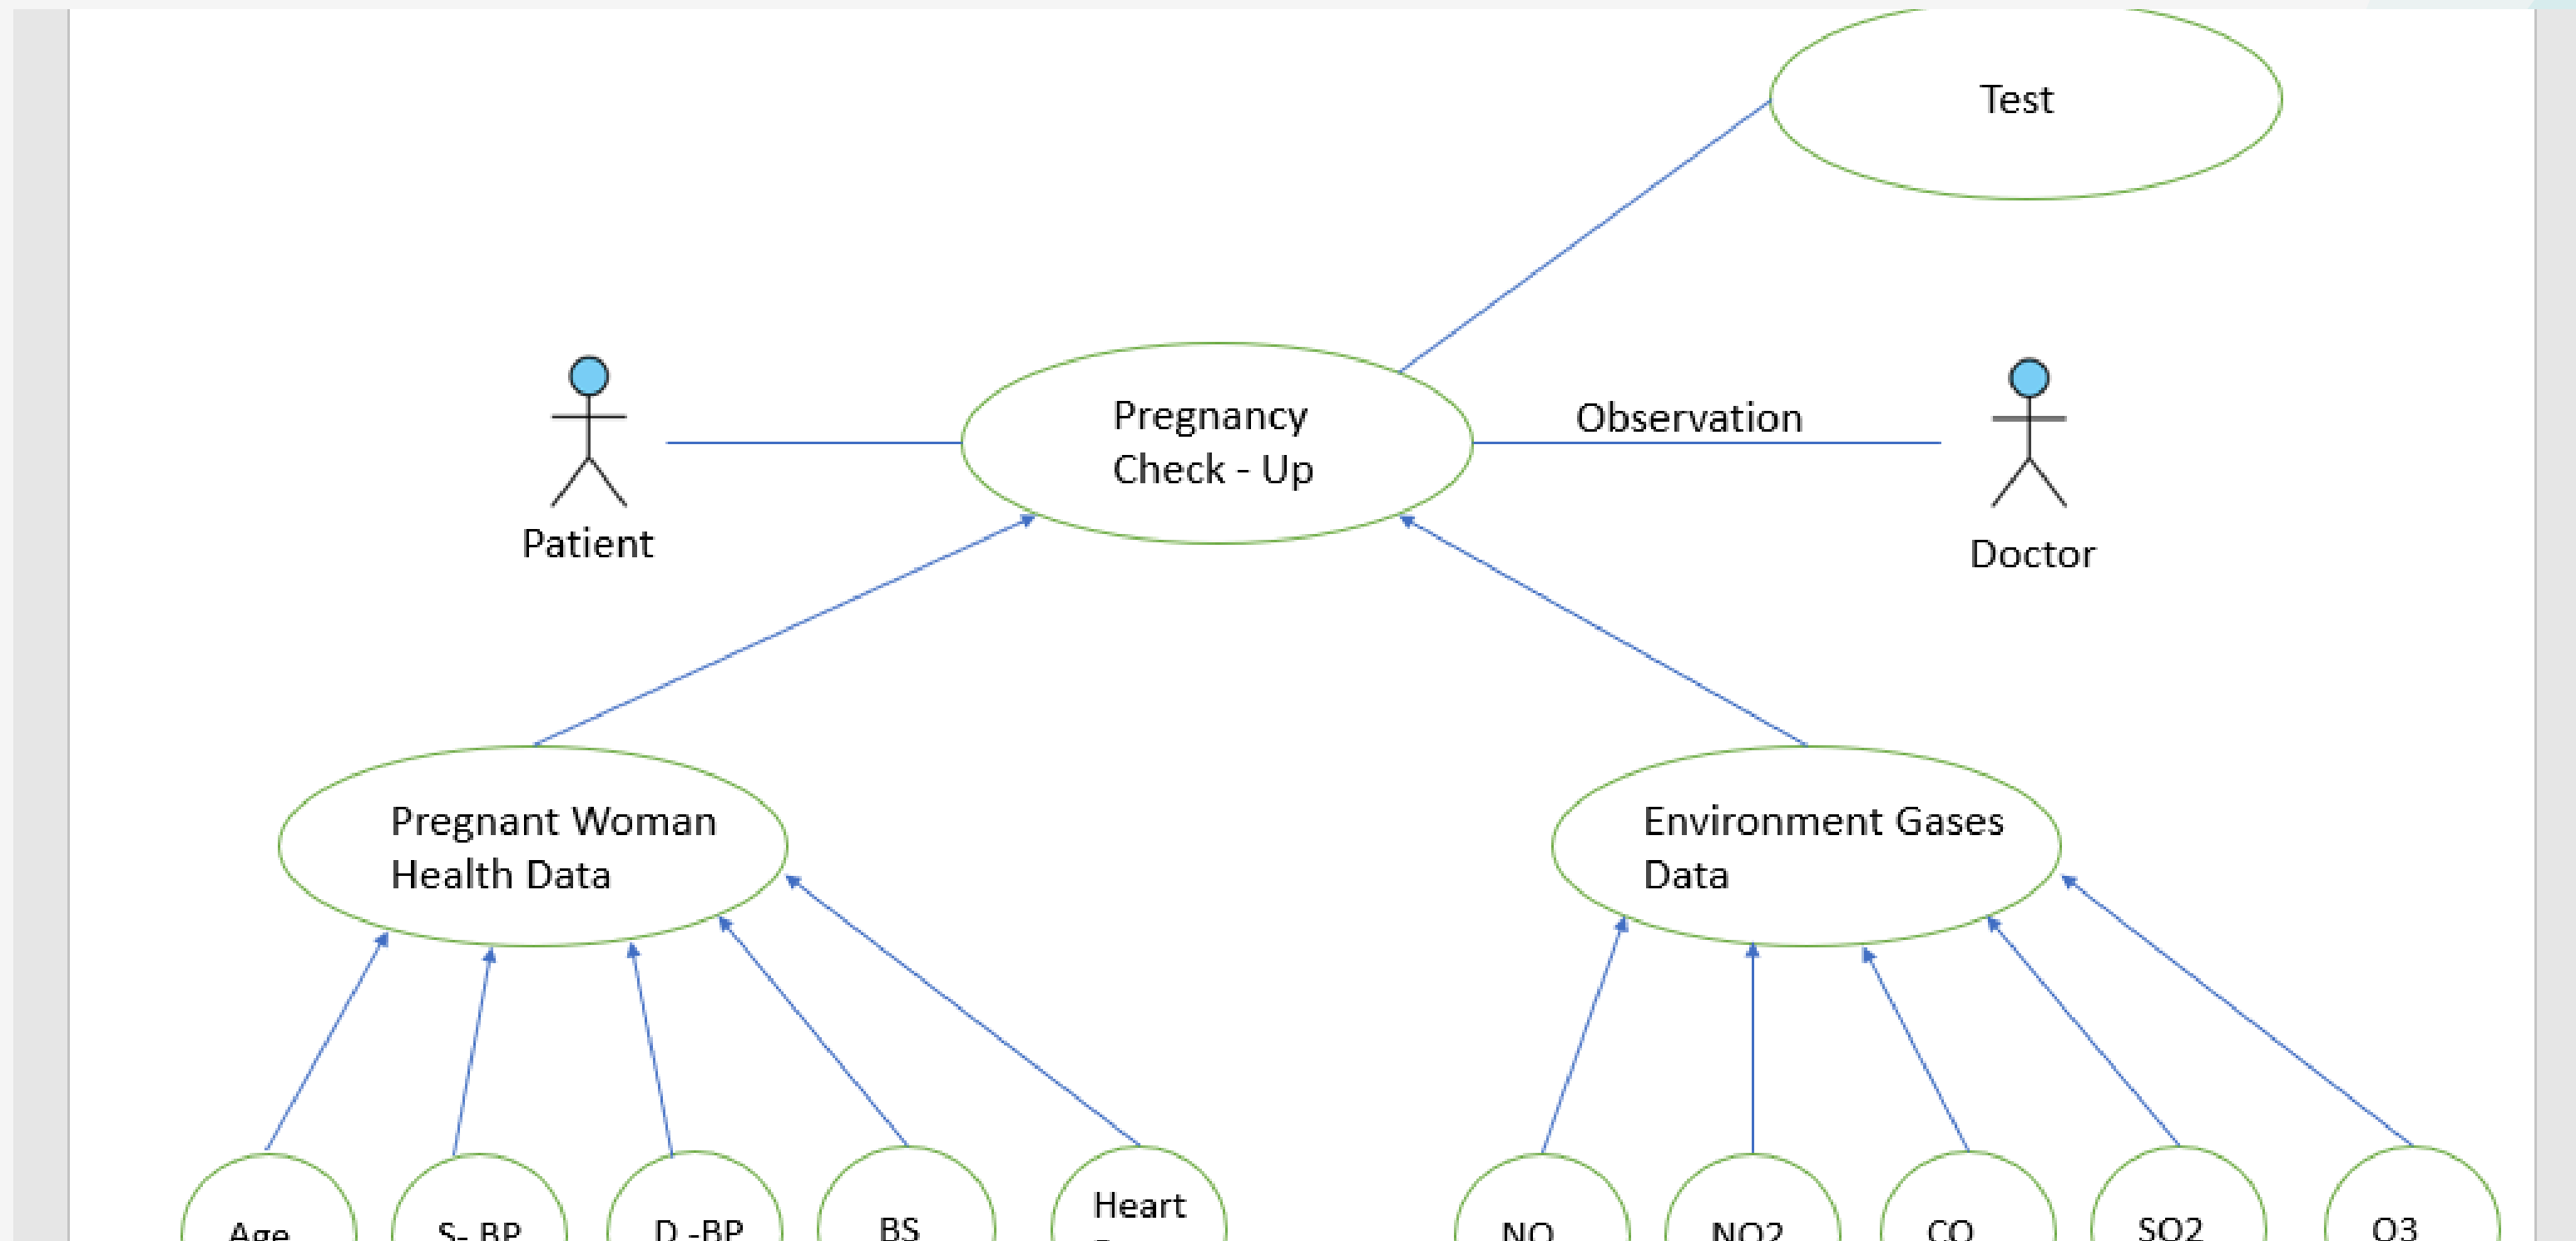 Test
Pregnancy
Check - Up
Observation
Patient
Doctor
Pregnant Woman
Health Data
Environment Gases
Data
Age
S- BP
D -BP
BS
Heart
NO
NO2
CO
SO2
O3